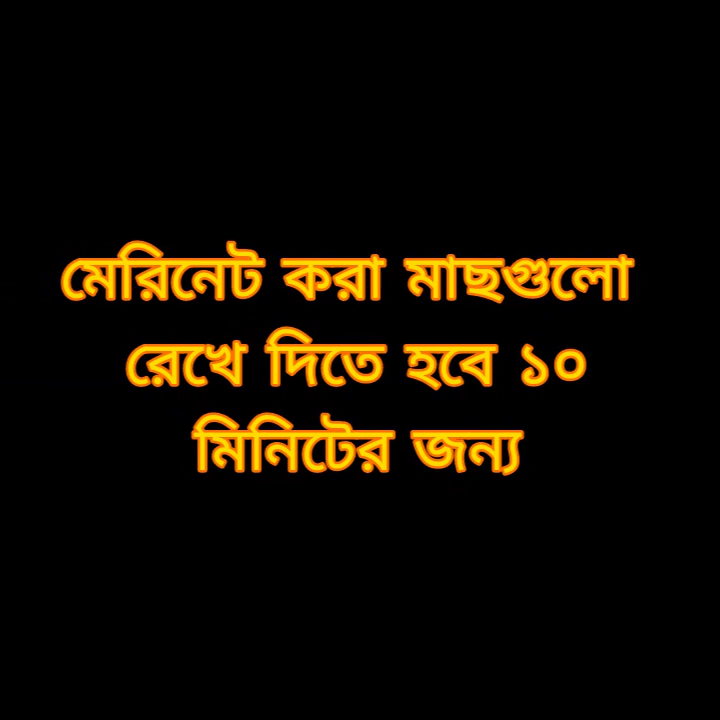 মেরিনেট করা মাছগুলো
রেখে দিতে হবে ১০
মিনিটের জন্য